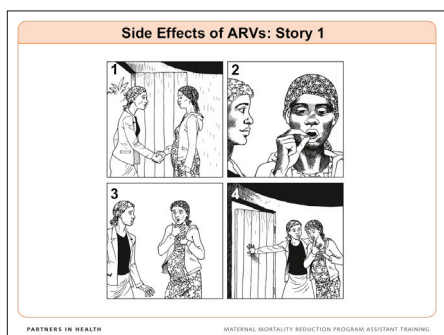 Side Effects of ARVs: Story 1
1
2
3
4
PARTNERS IN HEALTH
MATERNAL MORTALITY REDUCTION PROGRAM ASSISTANT TRAINING